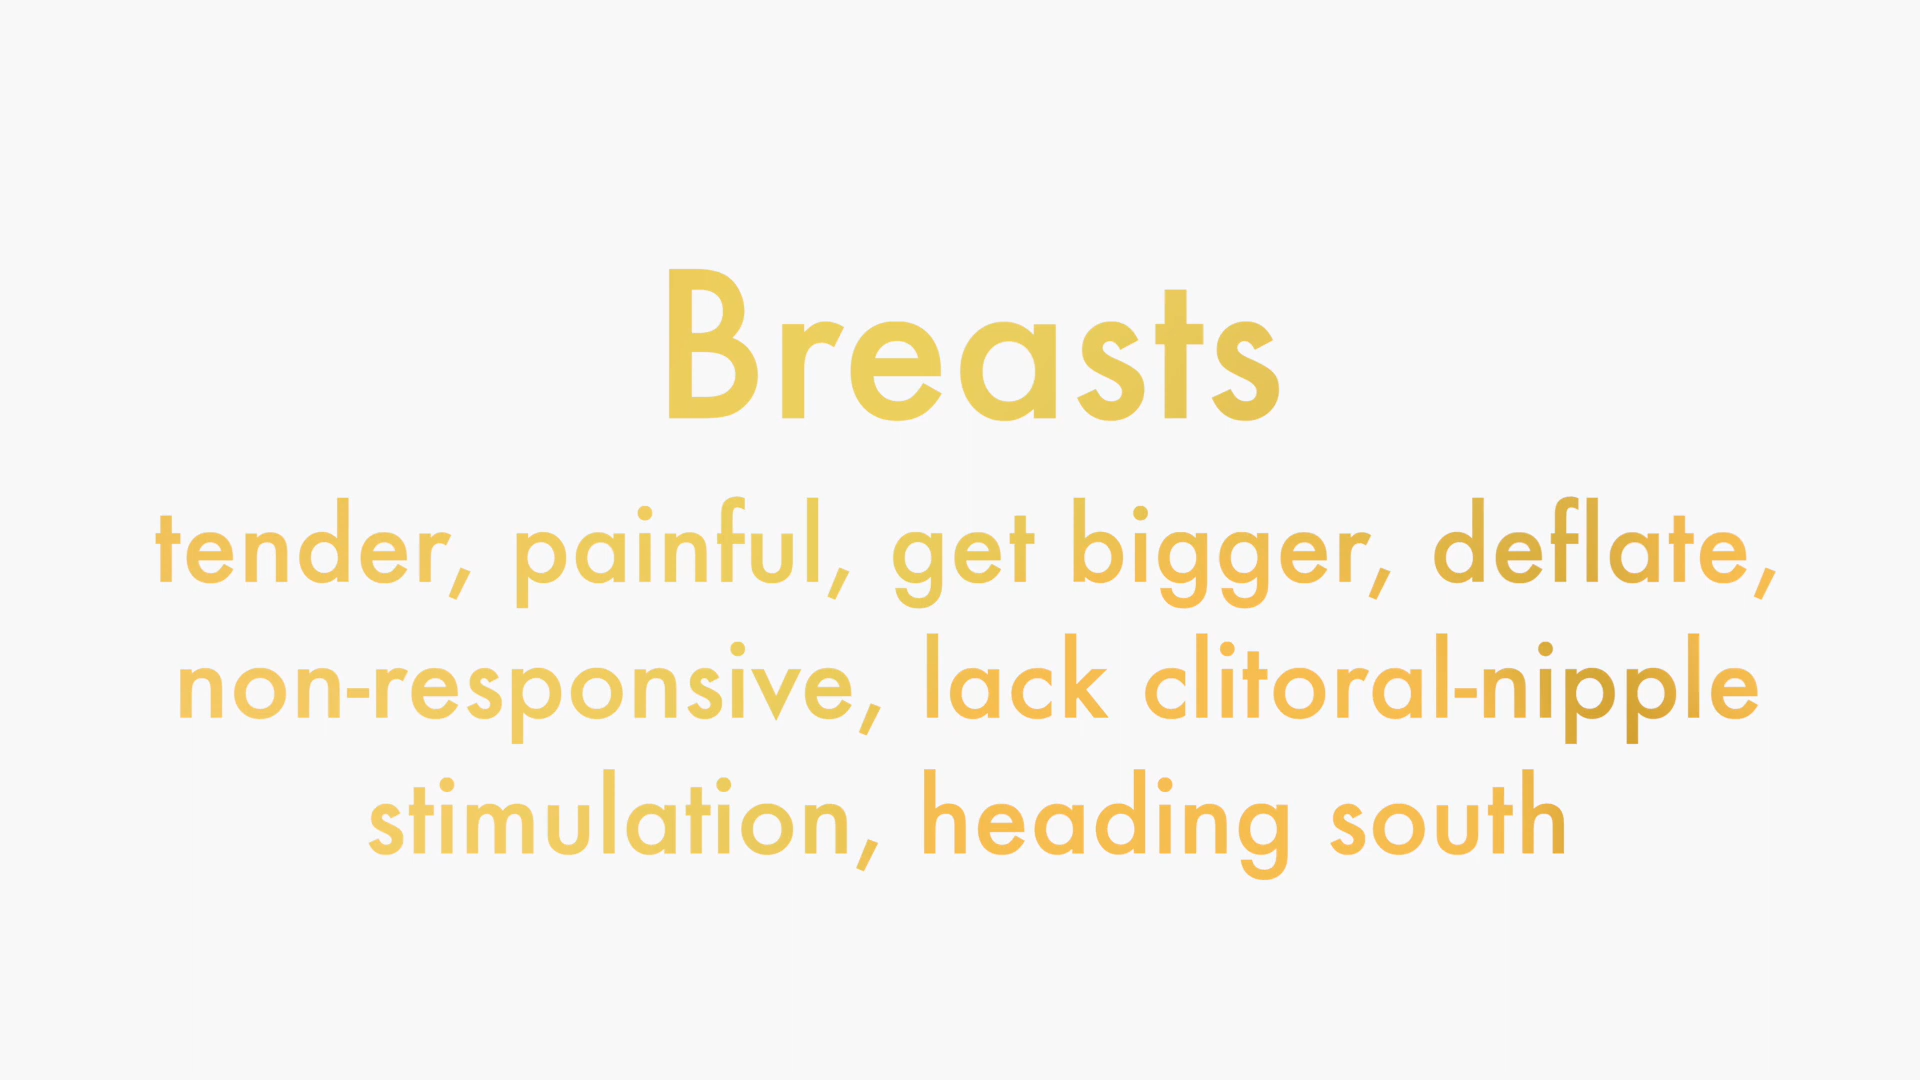 Breasts
tender, painful, get bigger, deflate,
non-responsive, lack clitoral-nipple
stimulation, heading south